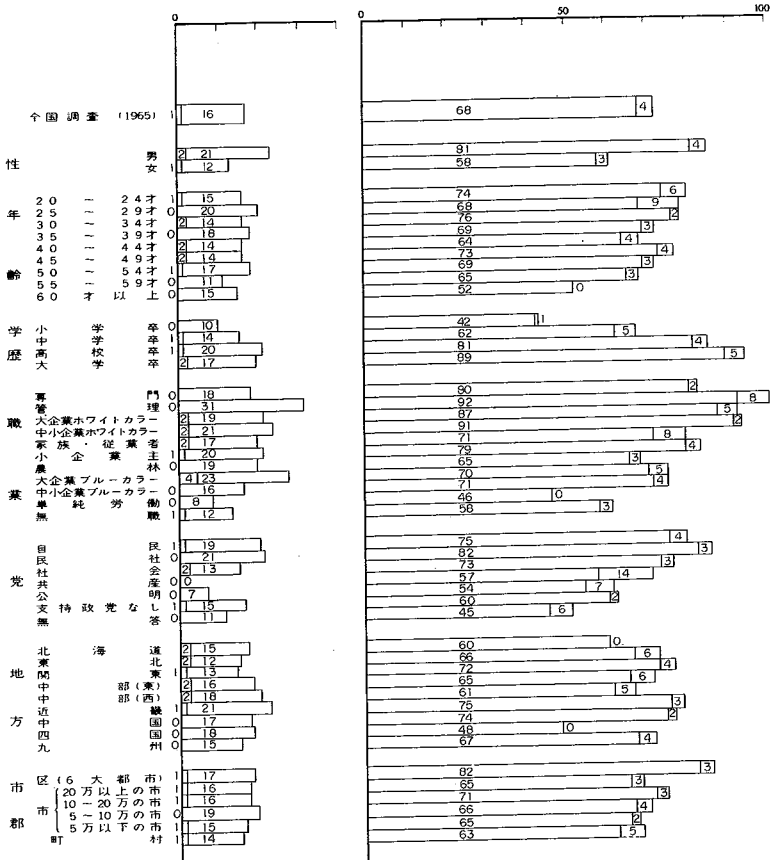 0 0 50 100
全国調査 (1965) 1 16 68 4
性 男 2 21 81 4
女 1 12 58 3
年齢
20 ～ 24才 1 15 74 6
25 ～ 29才 0 20 68 9
30 ～ 34才 2 14 76 2
35 ～ 39才 0 18 69 3
40 ～ 44才 2 14 64 4
45 ～ 49才 2 14 73 4
50 ～ 54才 1 17 69 3
55 ～ 59才 0 11 65 3
60才以上 0 15 52 0
学歴
小学卒 0 10 42 1
中学卒 1 14 62 5
高校卒 1 20 81 4
大学卒 2 17 89 5
職業
専門 0 18 90 3
管理 0 31 92 8
大企業ホワイトカラー 2 19 87 5
中小企業ホワイトカラー 2 21 91 2
家族・従業者 2 17 71 8
小企業主 1 20 79 4
農林 0 19 65 3
大企業ブルーカラー 4 23 70 5
中小企業ブルーカラー 0 16 71 4
単純労働 0 8 46 0
無職 1 12 58 3
党
自民 1 19 75 4
民社 0 21 82 3
社会 2 13 73 3
共産 0 0 57 14
公明 0 7 54 7
支持政党なし 1 15 60 2
無答 0 11 45 6
地方
北海道 2 15 60 0
東北 2 12 66 6
関東 1 13 72 4
中部(東) 2 16 65 6
中部(西) 2 18 61 5
近畿 1 21 75 3
中国 0 17 74 2
四国 0 18 48 0
九州 0 15 67 4
市郡
区(6大都市) 1 17 82 3
市
20万以上の市 1 16 65 3
10～20万の市 1 16 71 3
5～10万の市 0 19 66 4
5万以下の市 1 15 65 2
町村 1 14 63 5